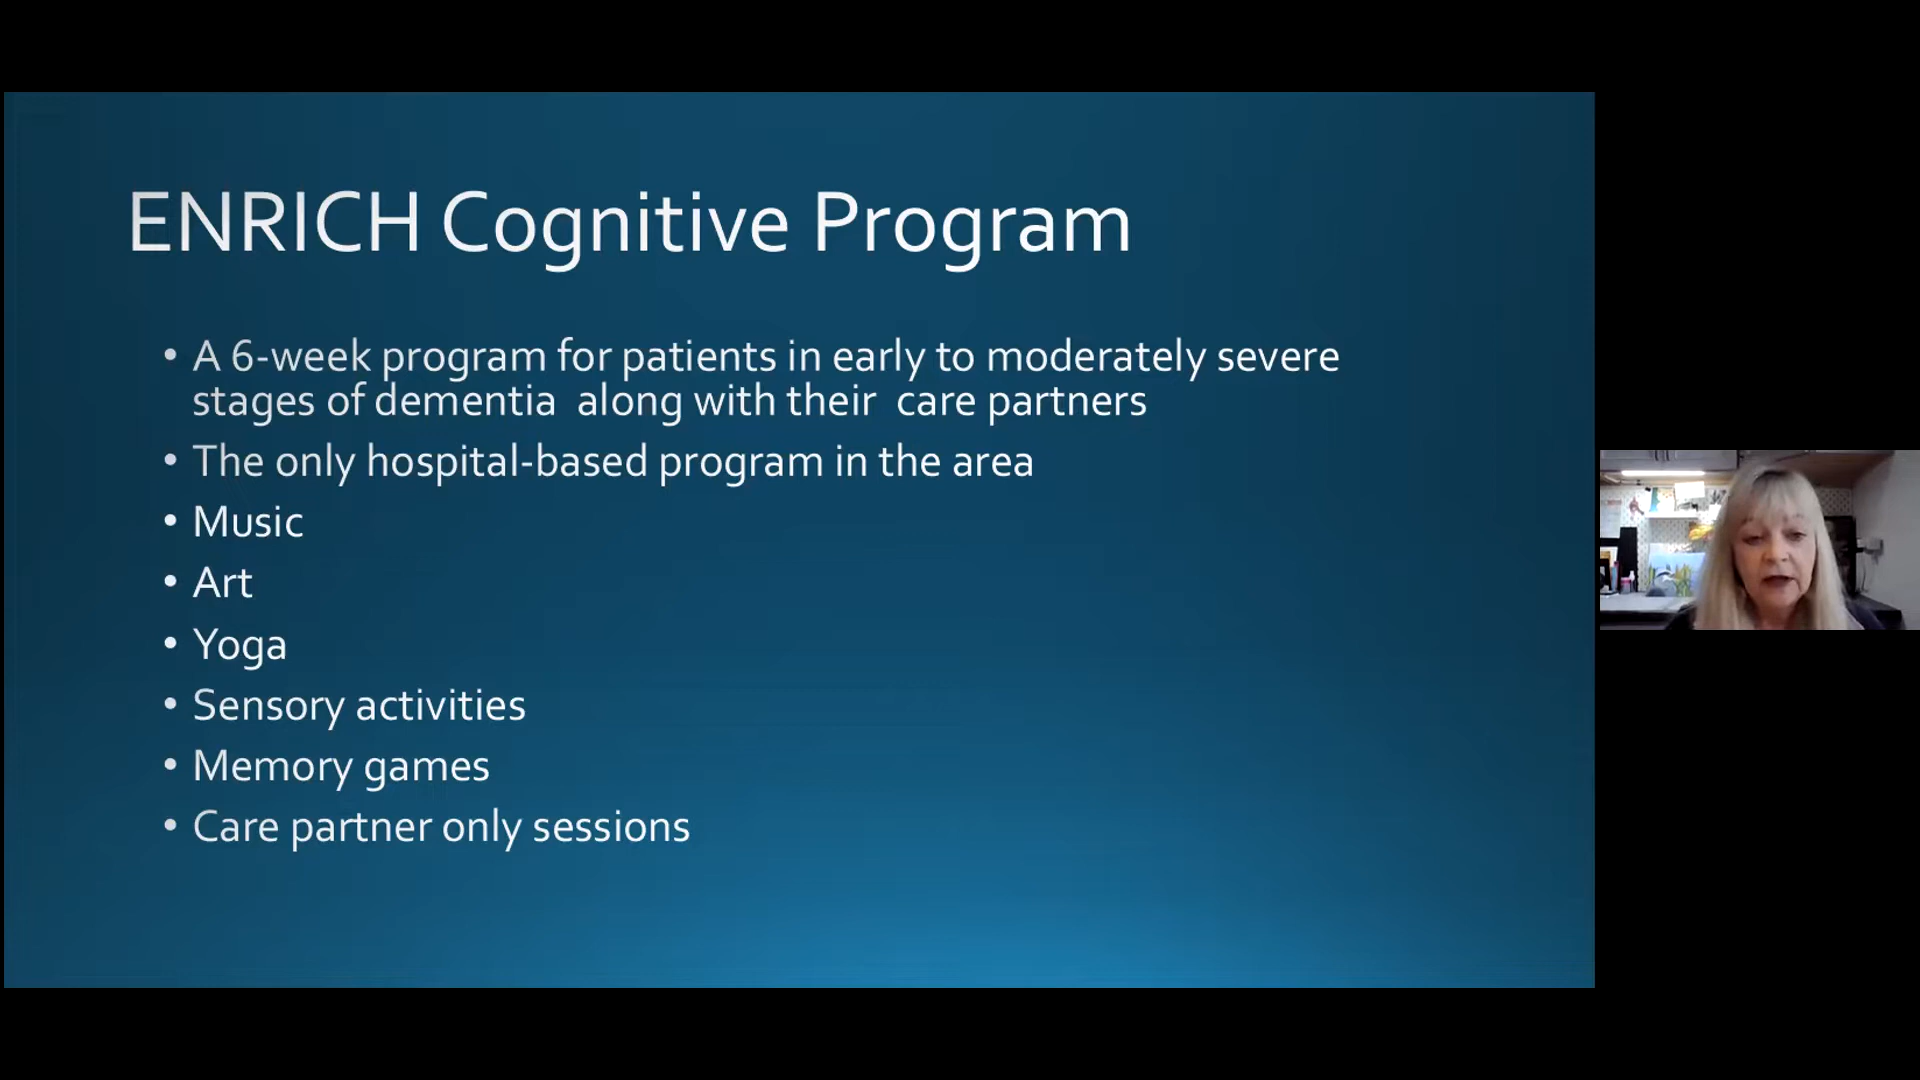 ENRICH Cognitive Program
• A 6-week program for patients in early to moderately severe
stages of dementia  along with their  care partners
• The only hospital-based program in the area
• Music
• Art
• Yoga
• Sensory activities
• Memory games
• Care partner only sessions